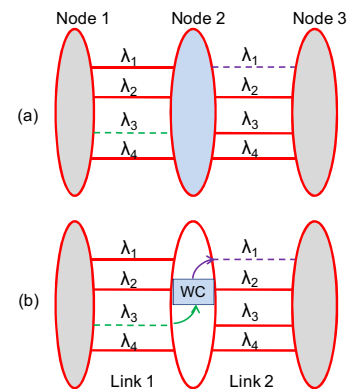 Node 1 Node 2 Node 3
λ1 λ1
λ2 λ2
(a)
λ3 λ3
λ4 λ4
λ1 λ1
λ2 WC λ2
(b)
λ3 λ3
λ4 λ4
Link 1 Link 2